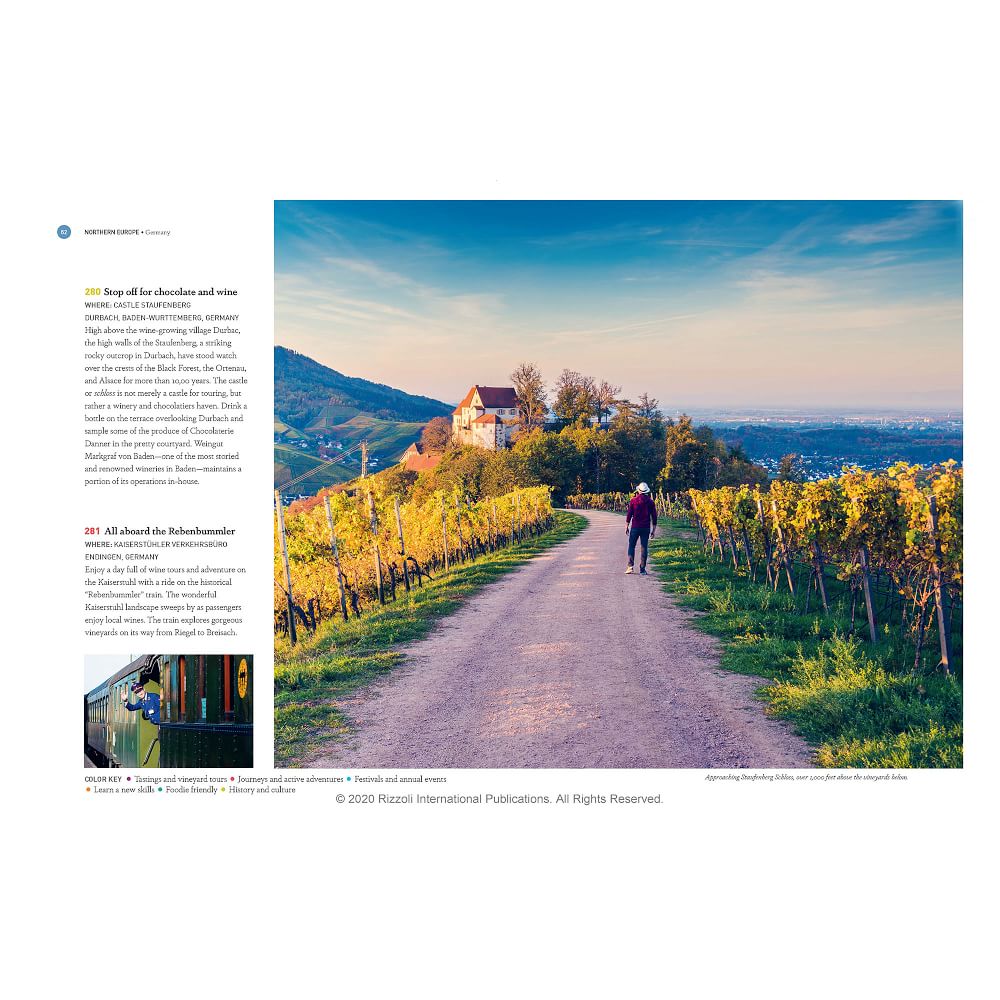 62
NORTHERN EUROPE • Germany
280 Stop off for chocolate and wine
WHERE: CASTLE STAUFENBERG
DURBACH, BADEN-WURTTEMBERG, GERMANY
High above the wine-growing village Durbac,
the high walls of the Staufenberg, a striking
rocky outcrop in Durbach, have stood watch
over the crests of the Black Forest, the Ortenau,
and Alsace for more than 10,00 years. The castle
or schloss is not merely a castle for touring, but
rather a winery and chocolatiers haven. Drink a
bottle on the terrace overlooking Durbach and
sample some of the produce of Chocolaterie
Danner in the pretty courtyard. Weingut
Markgraf von Baden—one of the most storied
and renowned wineries in Baden—maintains a
portion of its operations in-house.
281 All aboard the Rebenbummler
WHERE: KAISERSTÜHLER VERKEHRSBÜRO
ENDINGEN, GERMANY
Enjoy a day full of wine tours and adventure on
the Kaiserstuhl with a ride on the historical
"Rebenbummler" train. The wonderful
Kaiserstuhl landscape sweeps by as passengers
enjoy local wines. The train explores gorgeous
vineyards on its way from Riegel to Breisach.
COLOR KEY • Tastings and vineyard tours • Journeys and active adventures • Festivals and annual events
• Learn a new skills • Foodie friendly • History and culture
Approaching Staufenberg Schloss, over 1,000 feet above the vineyards below.
© 2020 Rizzoli International Publications. All Rights Reserved.